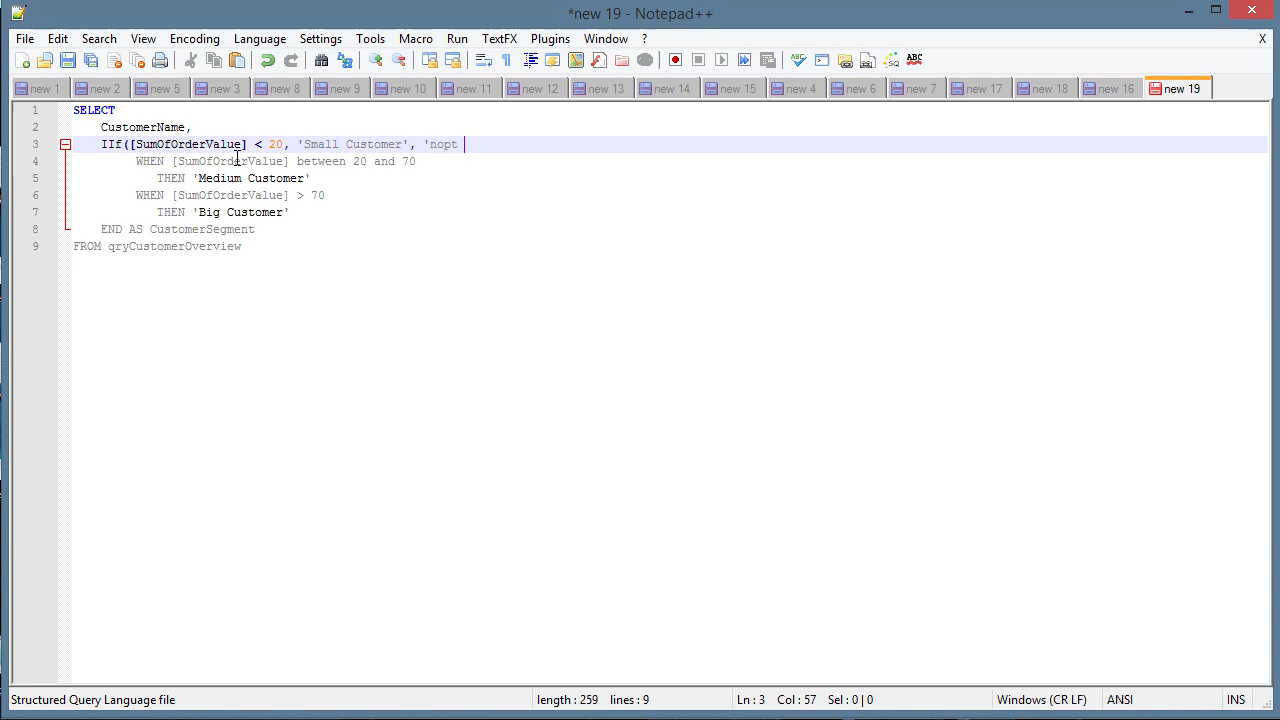 *new 19 - Notepad++
File Edit Search View Encoding Language Settings Tools Macro Run TextFX Plugins Window ? X
new 1 new 2 new 5 new 3 new 8 new 9 new 10 new 11 new 12 new 13 new 14 new 15 new 4 new 6 new 7 new 17 new 18 new 16 new 19
1 SELECT
2 CustomerName,
3 IIf([SumOfOrderValue] < 20, 'Small Customer', 'nopt
4 WHEN [SumOfOrderValue] between 20 and 70
5 THEN 'Medium Customer'
6 WHEN [SumOfOrderValue] > 70
7 THEN 'Big Customer'
8 END AS CustomerSegment
9 FROM qryCustomerOverview
Structured Query Language file length : 259 lines : 9 Ln : 3 Col : 57 Sel : 0 | 0 Windows (CR LF) ANSI INS